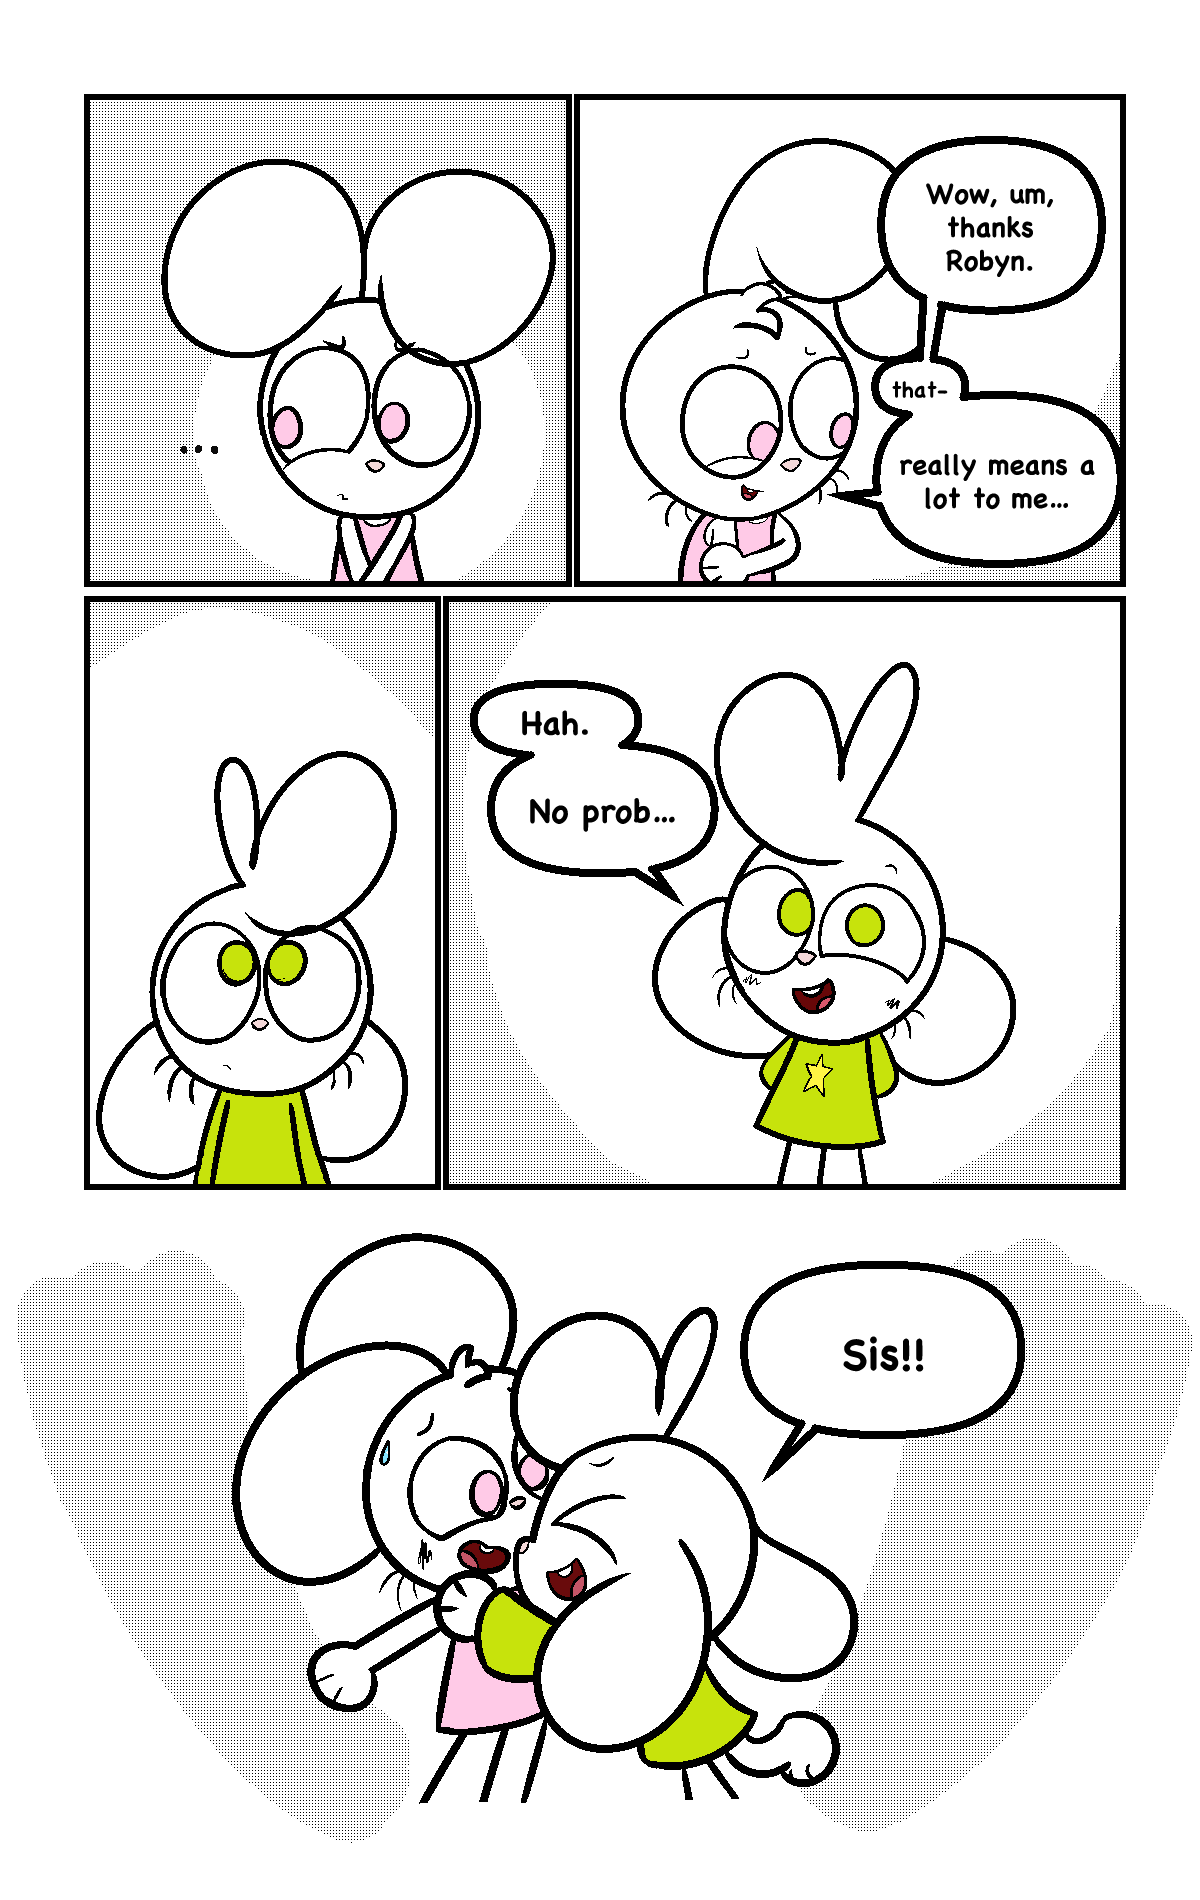 ...
Wow, um,
thanks
Robyn.
that-
really means a
lot to me...
Hah.
No prob...
Sis!!